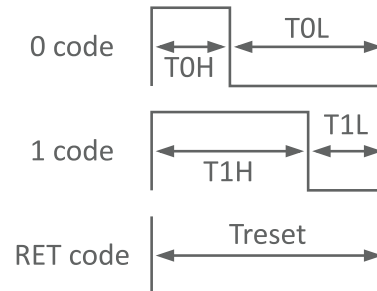 0 code
T0H
T0L
1 code
T1H
T1L
RET code
Treset